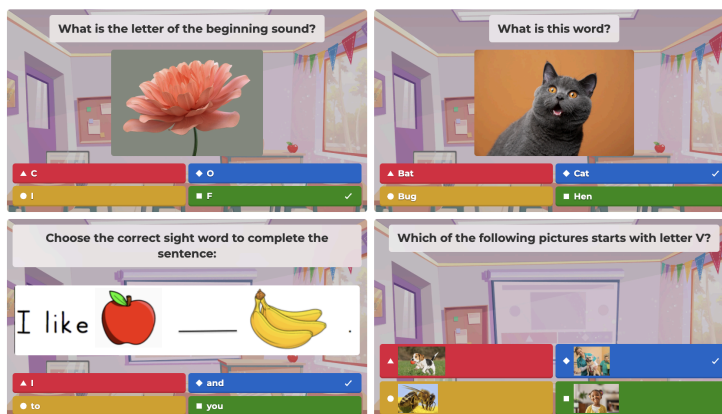 What is the letter of the beginning sound?
C
O
I
F
What is this word?
Bat
Cat
Bug
Hen
Choose the correct sight word to complete the
sentence:
I like ____ .
I
and
to
you
Which of the following pictures starts with letter V?